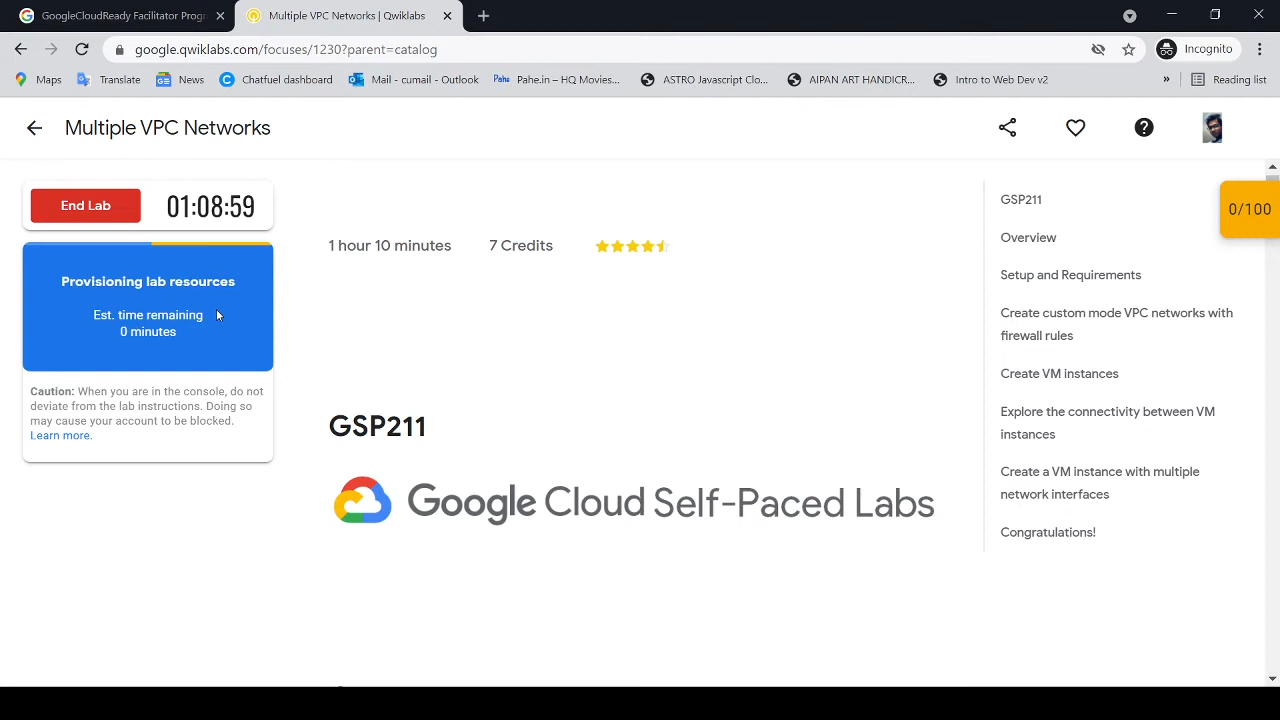 GoogleCloudReady Facilitator Progr
Multiple VPC Networks | Qwiklabs
google.qwiklabs.com/focuses/1230?parent=catalog
Incognito
Maps
Translate
News
Chatfuel dashboard
Mail - cumail - Outlook
Pahe.in – HQ Movies...
ASTRO Javascript Clo...
AIPAN ART HANDICR...
Intro to Web Dev v2
»
Reading list
Multiple VPC Networks
End Lab
01:08:59
Provisioning lab resources
Est. time remaining
0 minutes
Caution: When you are in the console, do not
deviate from the lab instructions. Doing so
may cause your account to be blocked.
Learn more.
1 hour 10 minutes
7 Credits
GSP211
Google Cloud Self-Paced Labs
GSP211
Overview
Setup and Requirements
Create custom mode VPC networks with
firewall rules
Create VM instances
Explore the connectivity between VM
instances
Create a VM instance with multiple
network interfaces
Congratulations!
0/100